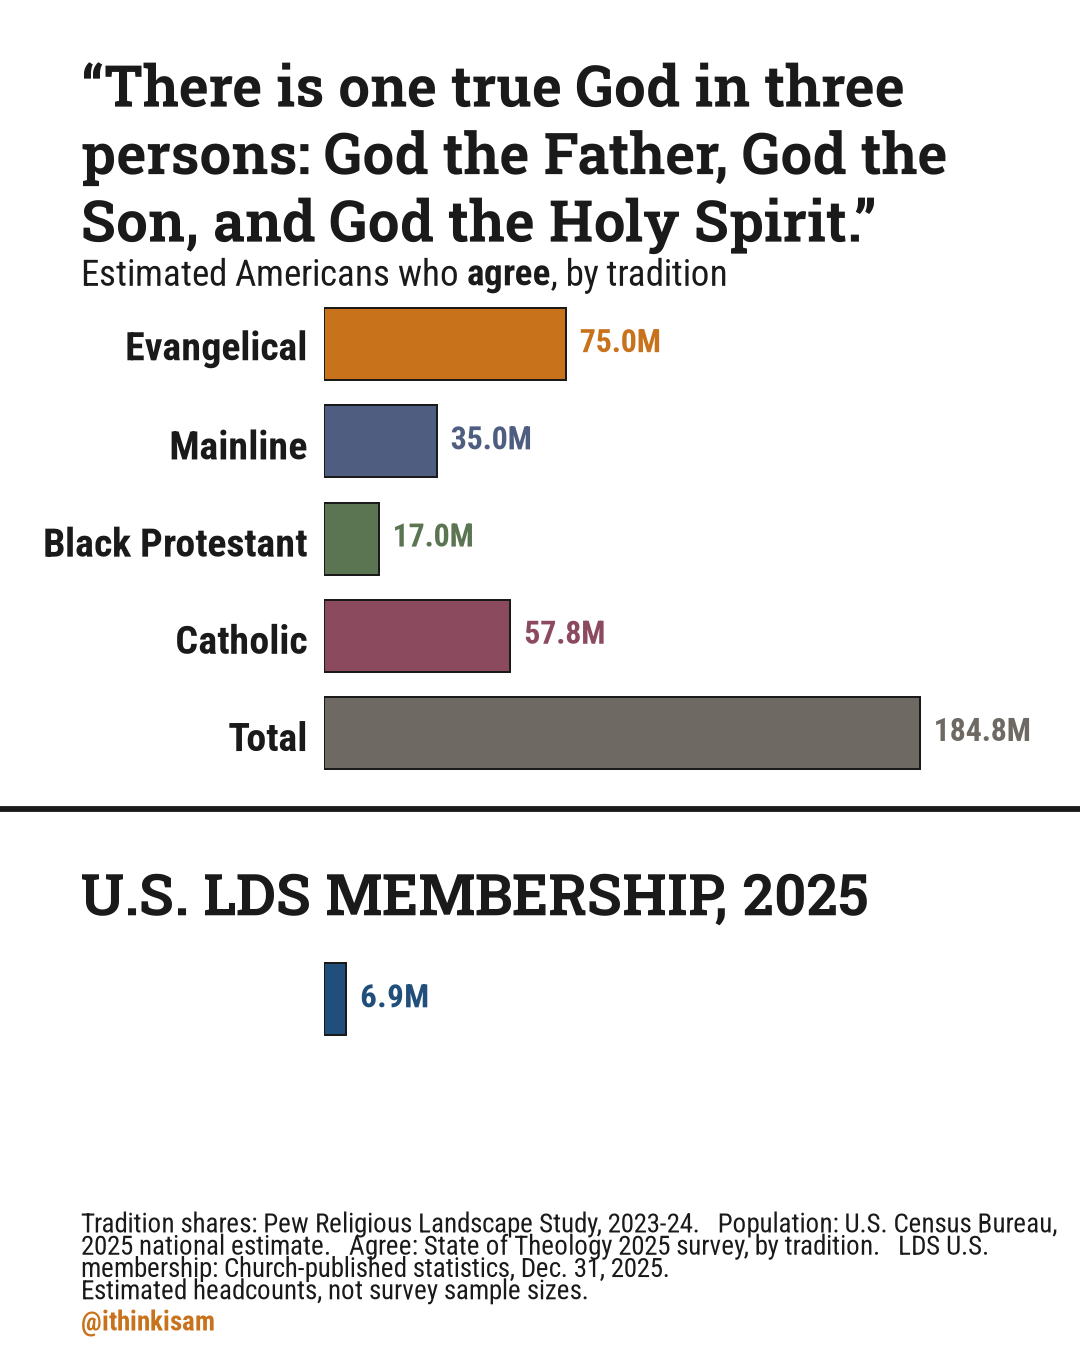 “There is one true God in three
persons: God the Father, God the
Son, and God the Holy Spirit.”
Estimated Americans who agree, by tradition
Evangelical 75.0M
Mainline 35.0M
Black Protestant 17.0M
Catholic 57.8M
Total 184.8M
U.S. LDS MEMBERSHIP, 2025
6.9M
Tradition shares: Pew Religious Landscape Study, 2023-24. Population: U.S. Census Bureau,
2025 national estimate. Agree: State of Theology 2025 survey, by tradition. LDS U.S.
membership: Church-published statistics, Dec. 31, 2025.
Estimated headcounts, not survey sample sizes.
@ithinkisam